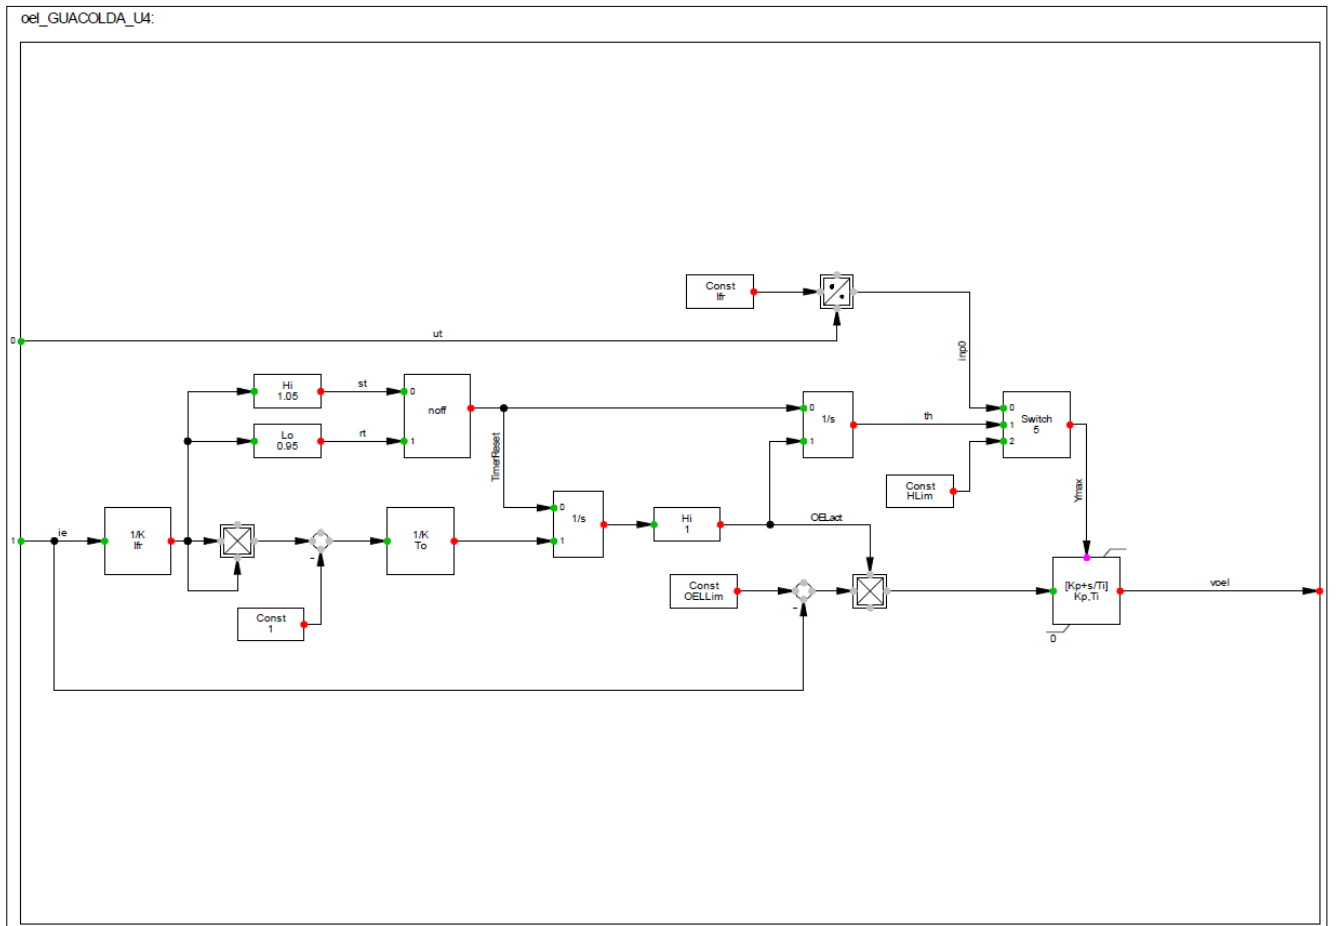 oel_GUACOLDA_U4:
Const
Ifr
0
ut
inp0
Hi
1.05
st
0
noff
Lo
0.95
rt
1
TimerReset
0
1/s
1
th
0
1
2
Switch
5
Const
HLim
Ymax
1
ie
1/K
Ifr
-
1/K
To
0
1/s
1
Hi
1
OELact
Const
1
Const
OELLim
-
[Kp+s/Ti]
Kp,Ti
0
voel